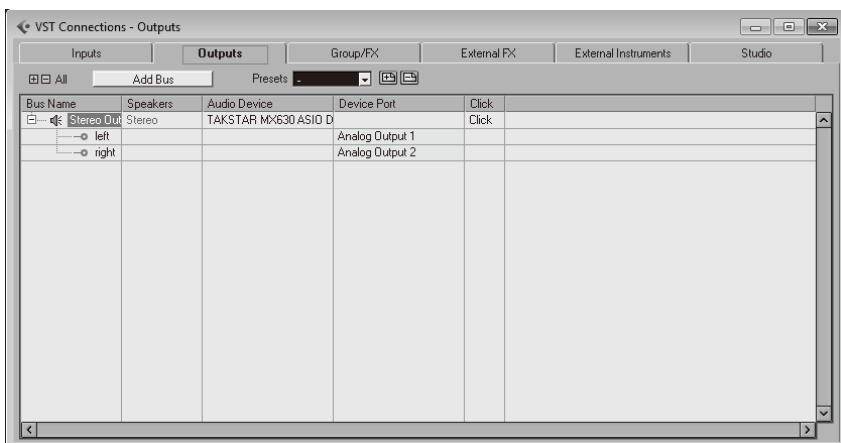 VST Connections - Outputs
Inputs Outputs Group/FX External FX External Instruments Studio
All Add Bus Presets -
Bus Name Speakers Audio Device Device Port Click
Stereo Out Stereo TAKSTAR MX630 ASIO D Click
left Analog Output 1
right Analog Output 2